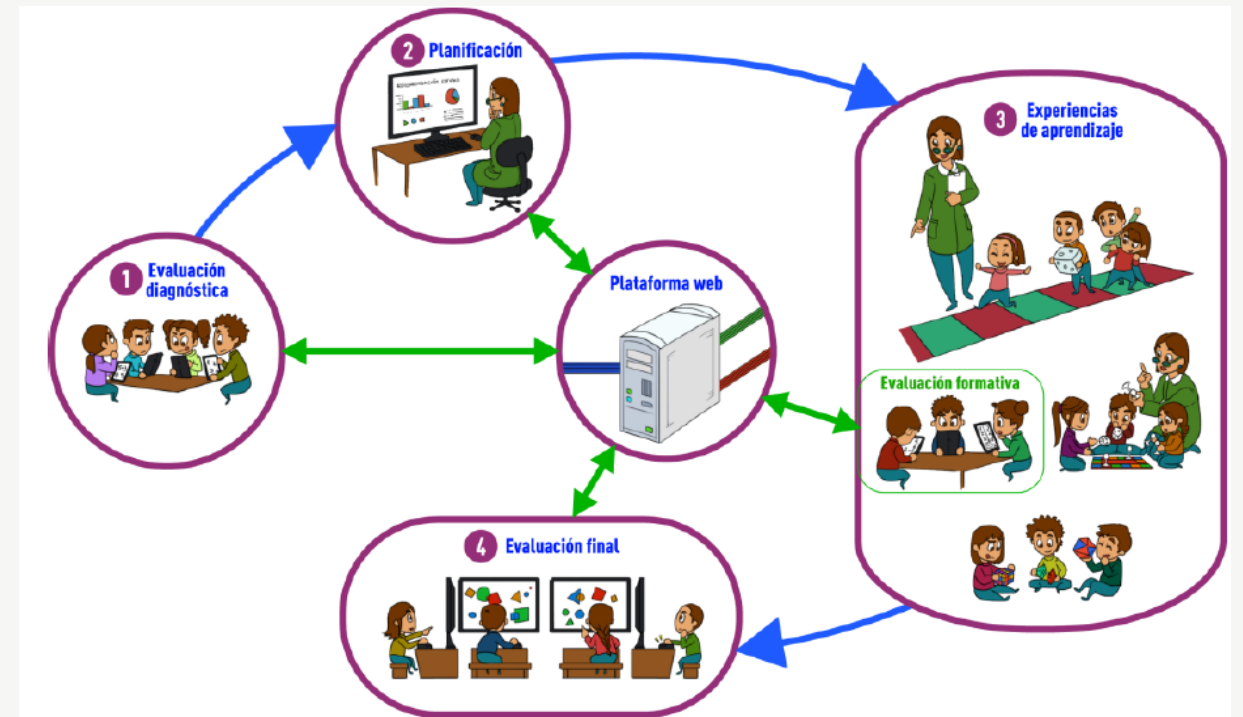 2 Planificación
1 Evaluación
diagnóstica
3 Experiencias
de aprendizaje
Plataforma web
Evaluación formativa
4 Evaluación final